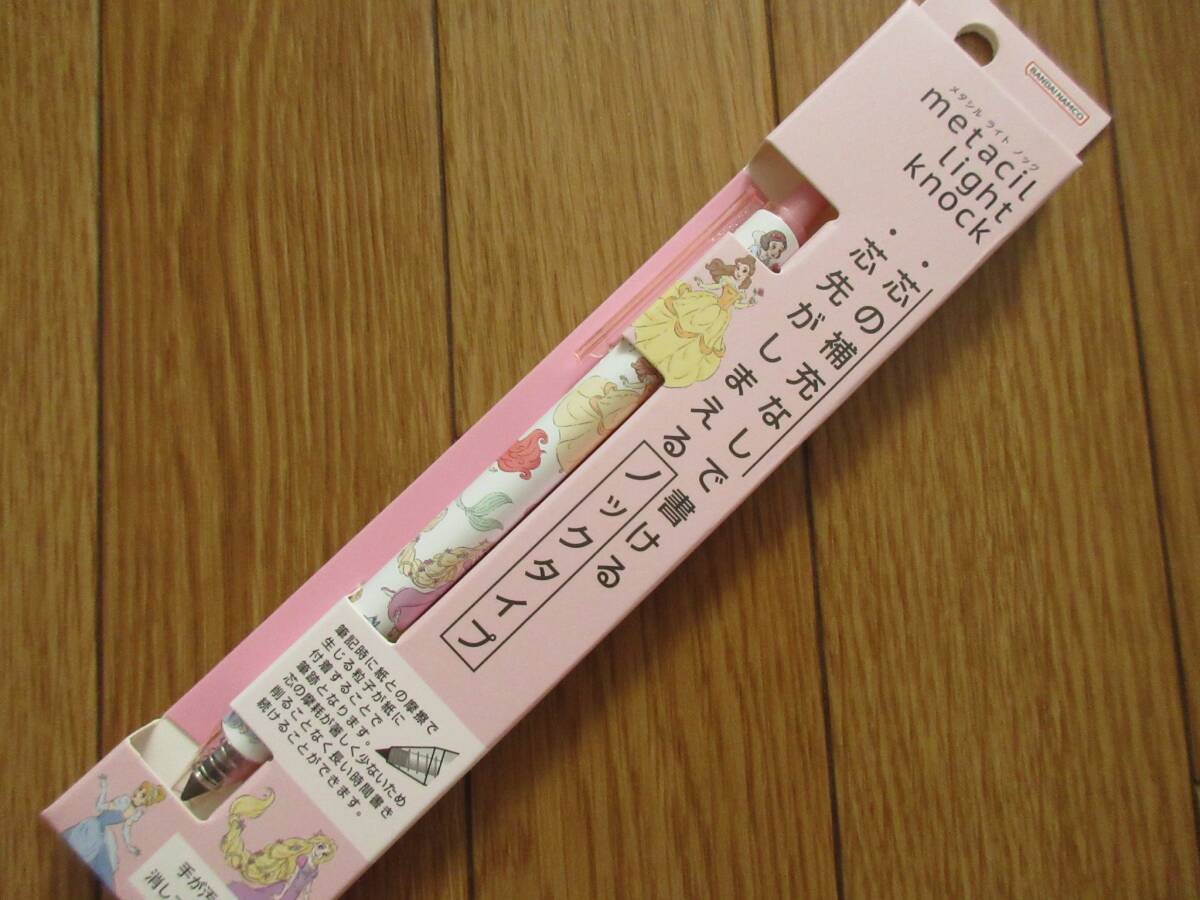 BANDAI NAMCO
メタシル ライト ノック
metacil
light
knock
・芯の補充なしで書ける
・芯先がしまえるノックタイプ
筆記時に紙との摩擦で
生じる粒子が紙に
付着することで
筆跡となります。
芯の摩耗が著しく少ないため
削ることなく長い時間書き
続けることができます。
手が汚
消し